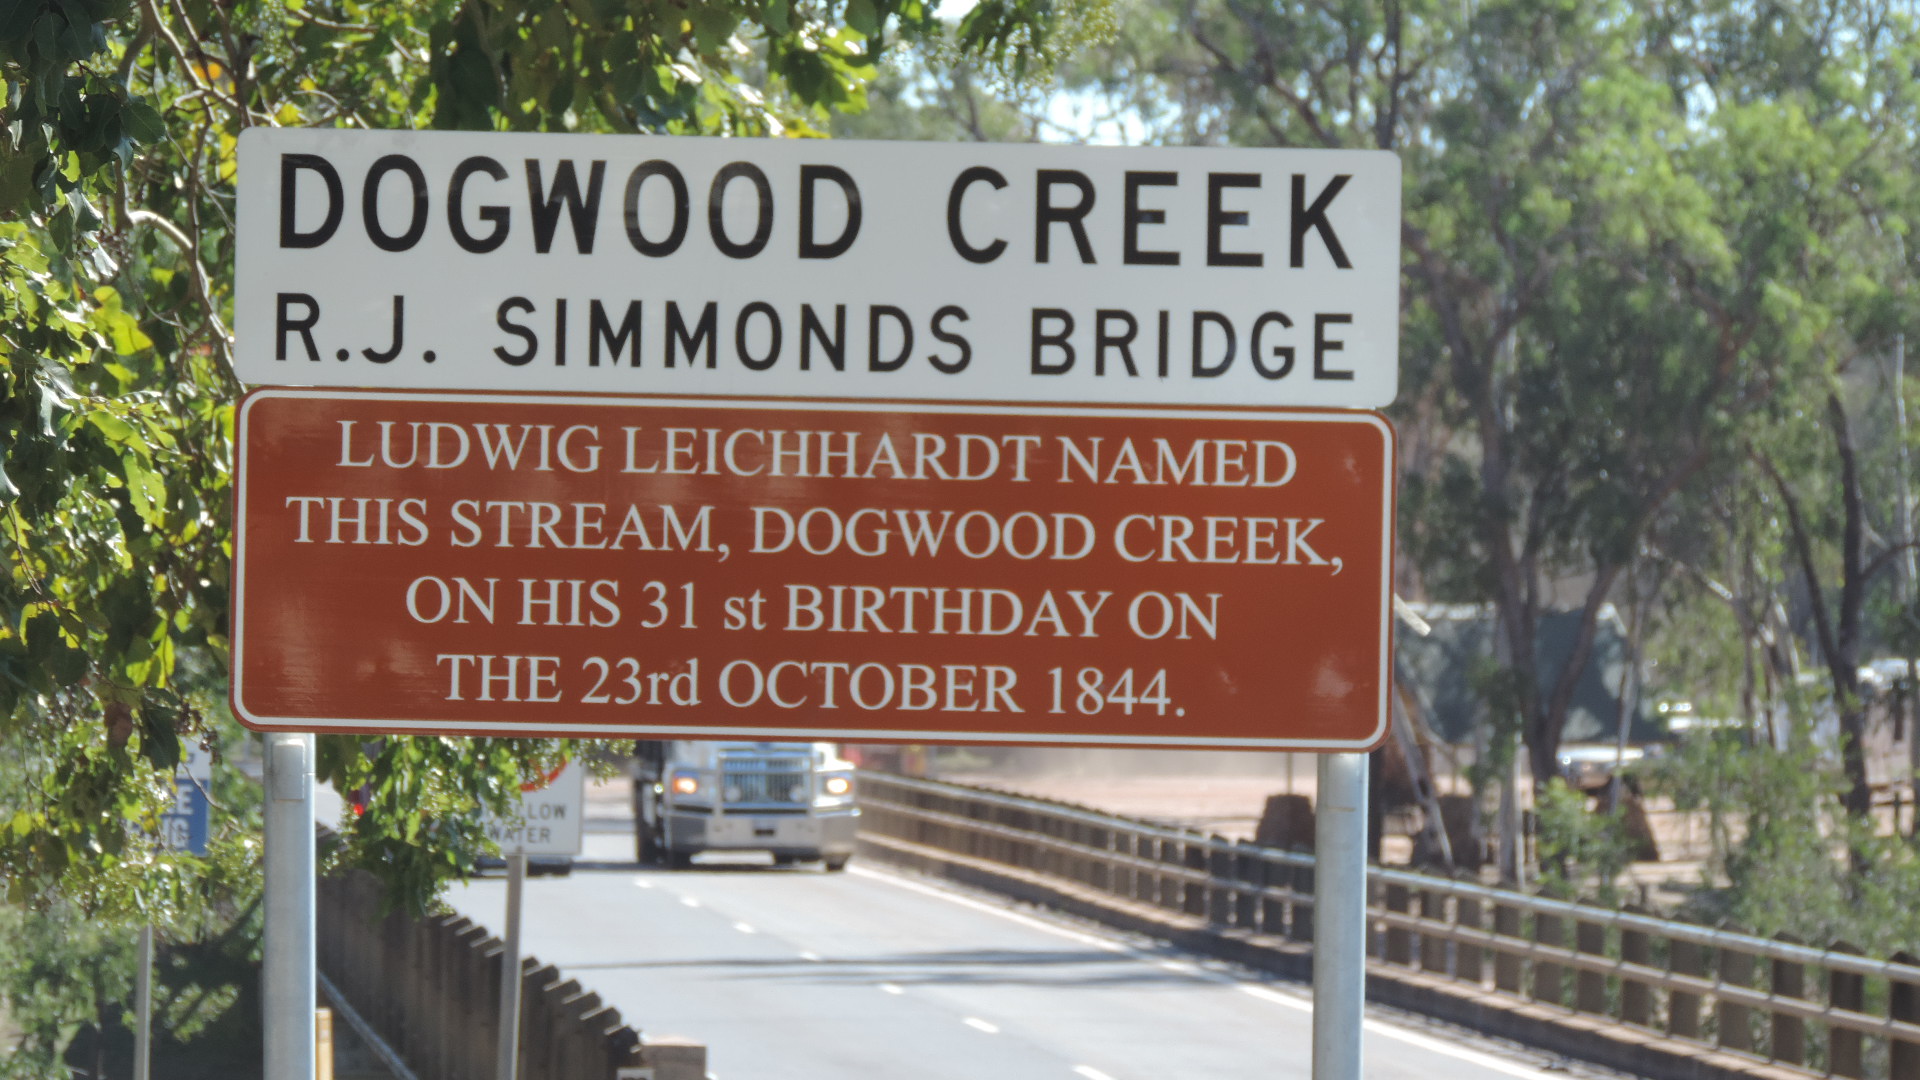 DOGWOOD CREEK
R.J. SIMMONDS BRIDGE
LUDWIG LEICHHARDT NAMED
THIS STREAM, DOGWOOD CREEK,
ON HIS 31 st BIRTHDAY ON
THE 23rd OCTOBER 1844.
WATER